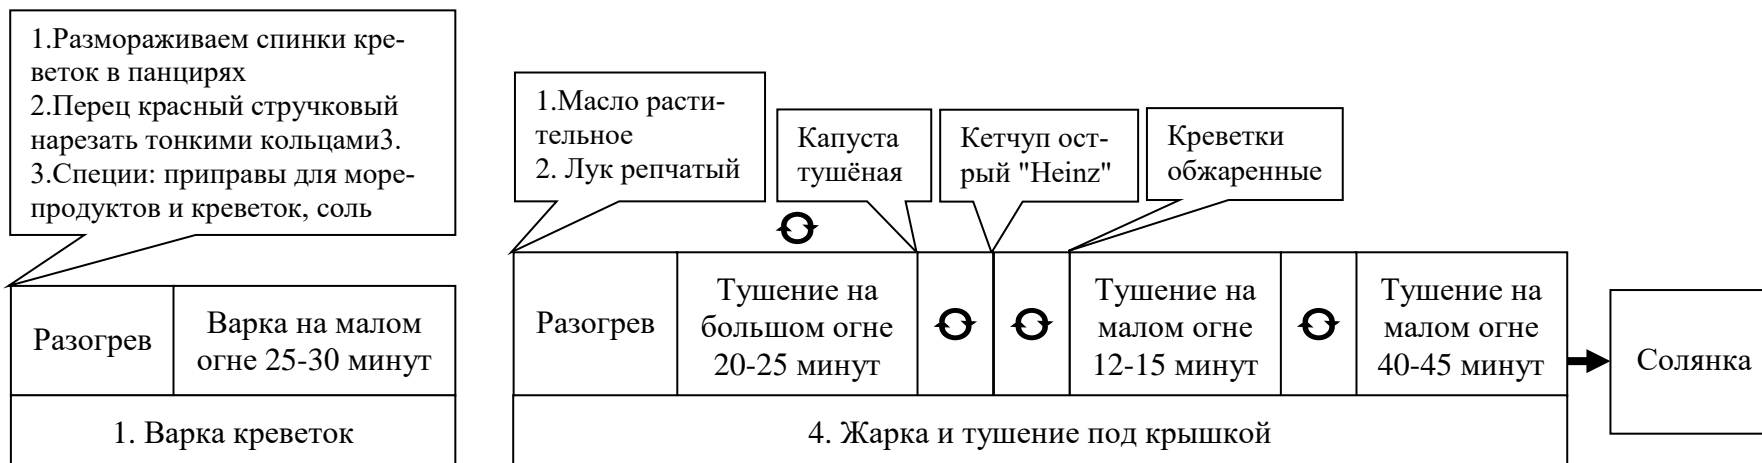 1.Размораживаем спинки кре-
веток в панцирях
2.Перец красный стручковый
нарезать тонкими кольцами3.
3.Специи: приправы для море-
продуктов и креветок, соль
Разогрев
Варка на малом
огне 25-30 минут
1. Варка креветок
1.Масло расти-
тельное
2. Лук репчатый
Капуста
тушёная
Кетчуп ост-
рый "Heinz"
Креветки
обжаренные
Разогрев
Тушение на
большом огне
20-25 минут
Тушение на
малом огне
12-15 минут
Тушение на
малом огне
40-45 минут
4. Жарка и тушение под крышкой
Солянка